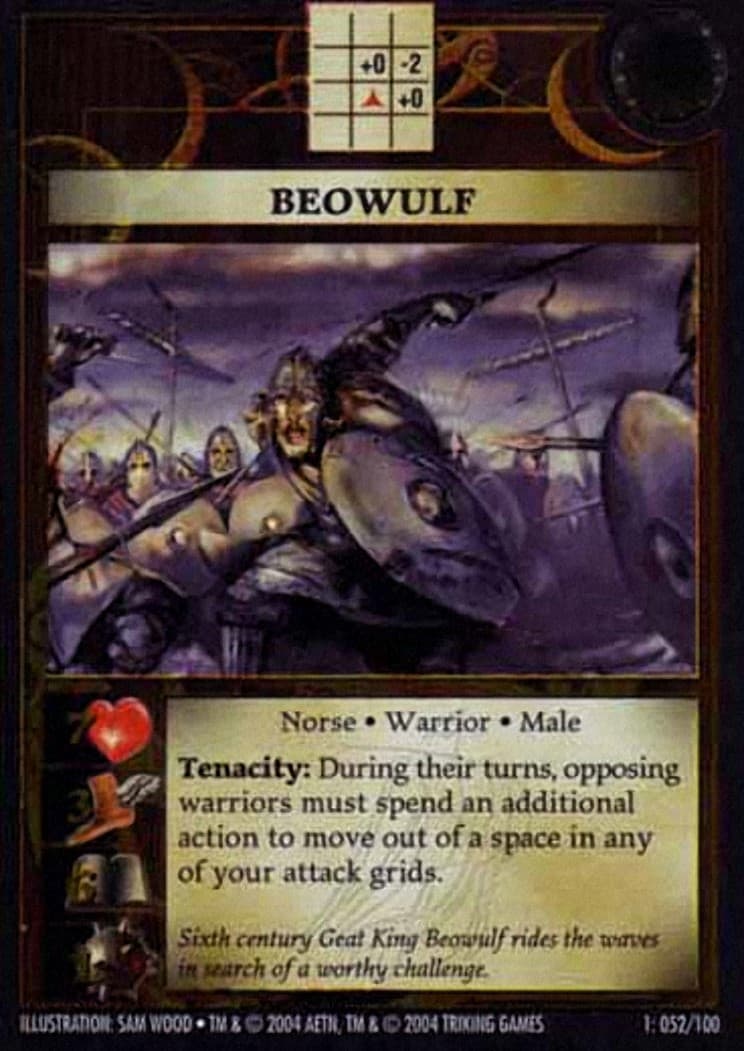 +0 -2
+0
BEOWULF
7
3
Norse • Warrior • Male
Tenacity: During their turns, opposing
warriors must spend an additional
action to move out of a space in any
of your attack grids.
Sixth century Geat King Beowulf rides the waves
in search of a worthy challenge.
ILLUSTRATION: SAM WOOD • TM & © 2004 AETN, TM & © 2004 TRIKING GAMES 1: 052/100